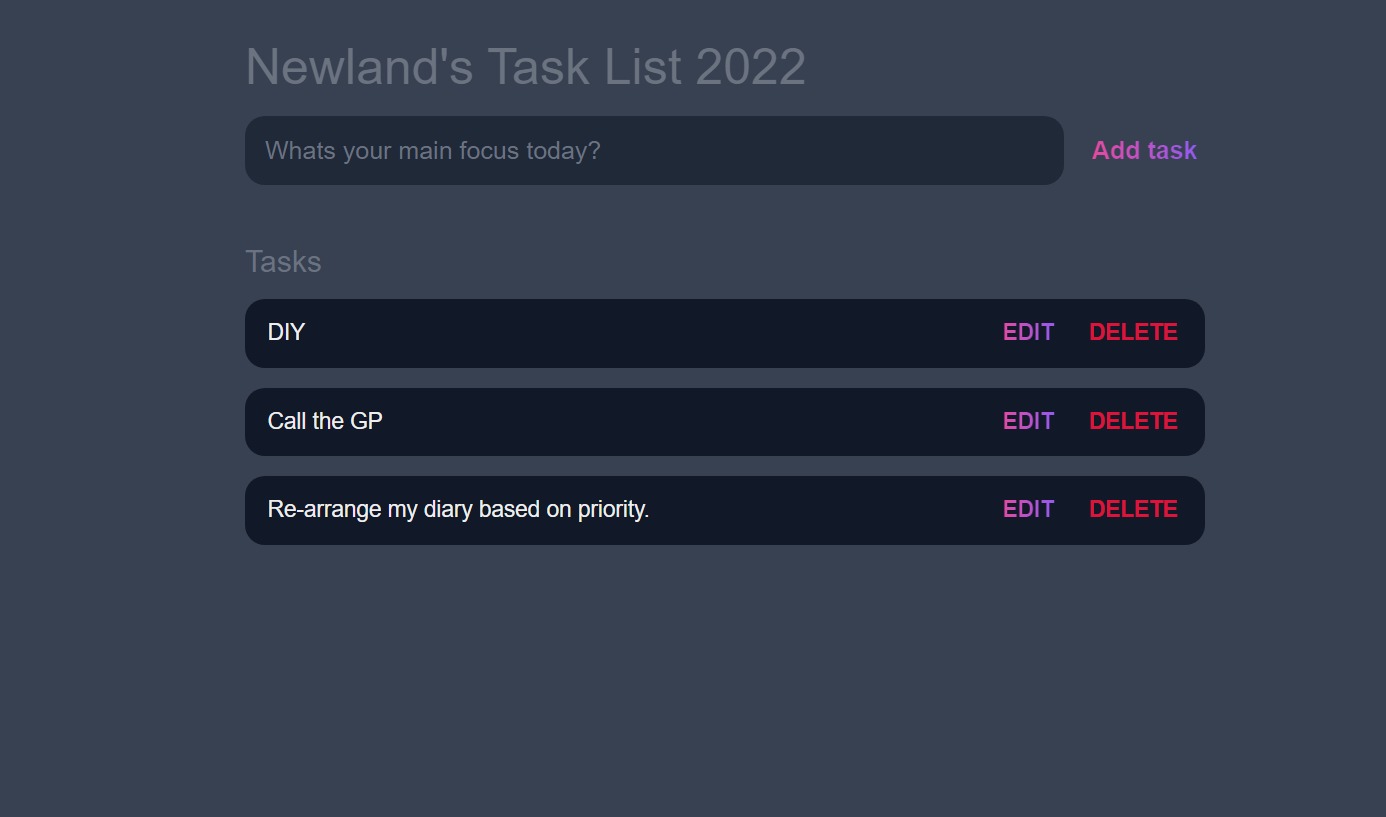 Newland's Task List 2022
Whats your main focus today?
Add task
Tasks
DIY
EDIT
DELETE
Call the GP
EDIT
DELETE
Re-arrange my diary based on priority.
EDIT
DELETE